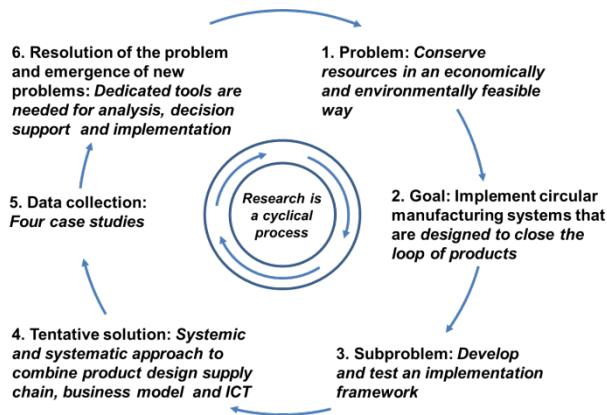 1. Problem: Conserve
resources in an economically
and environmentally feasible
way
2. Goal: Implement circular
manufacturing systems that
are designed to close the
loop of products
3. Subproblem: Develop
and test an implementation
framework
4. Tentative solution: Systemic
and systematic approach to
combine product design supply
chain, business model and ICT
5. Data collection:
Four case studies
6. Resolution of the problem
and emergence of new
problems: Dedicated tools are
needed for analysis, decision
support and implementation
Research is
a cyclical
process